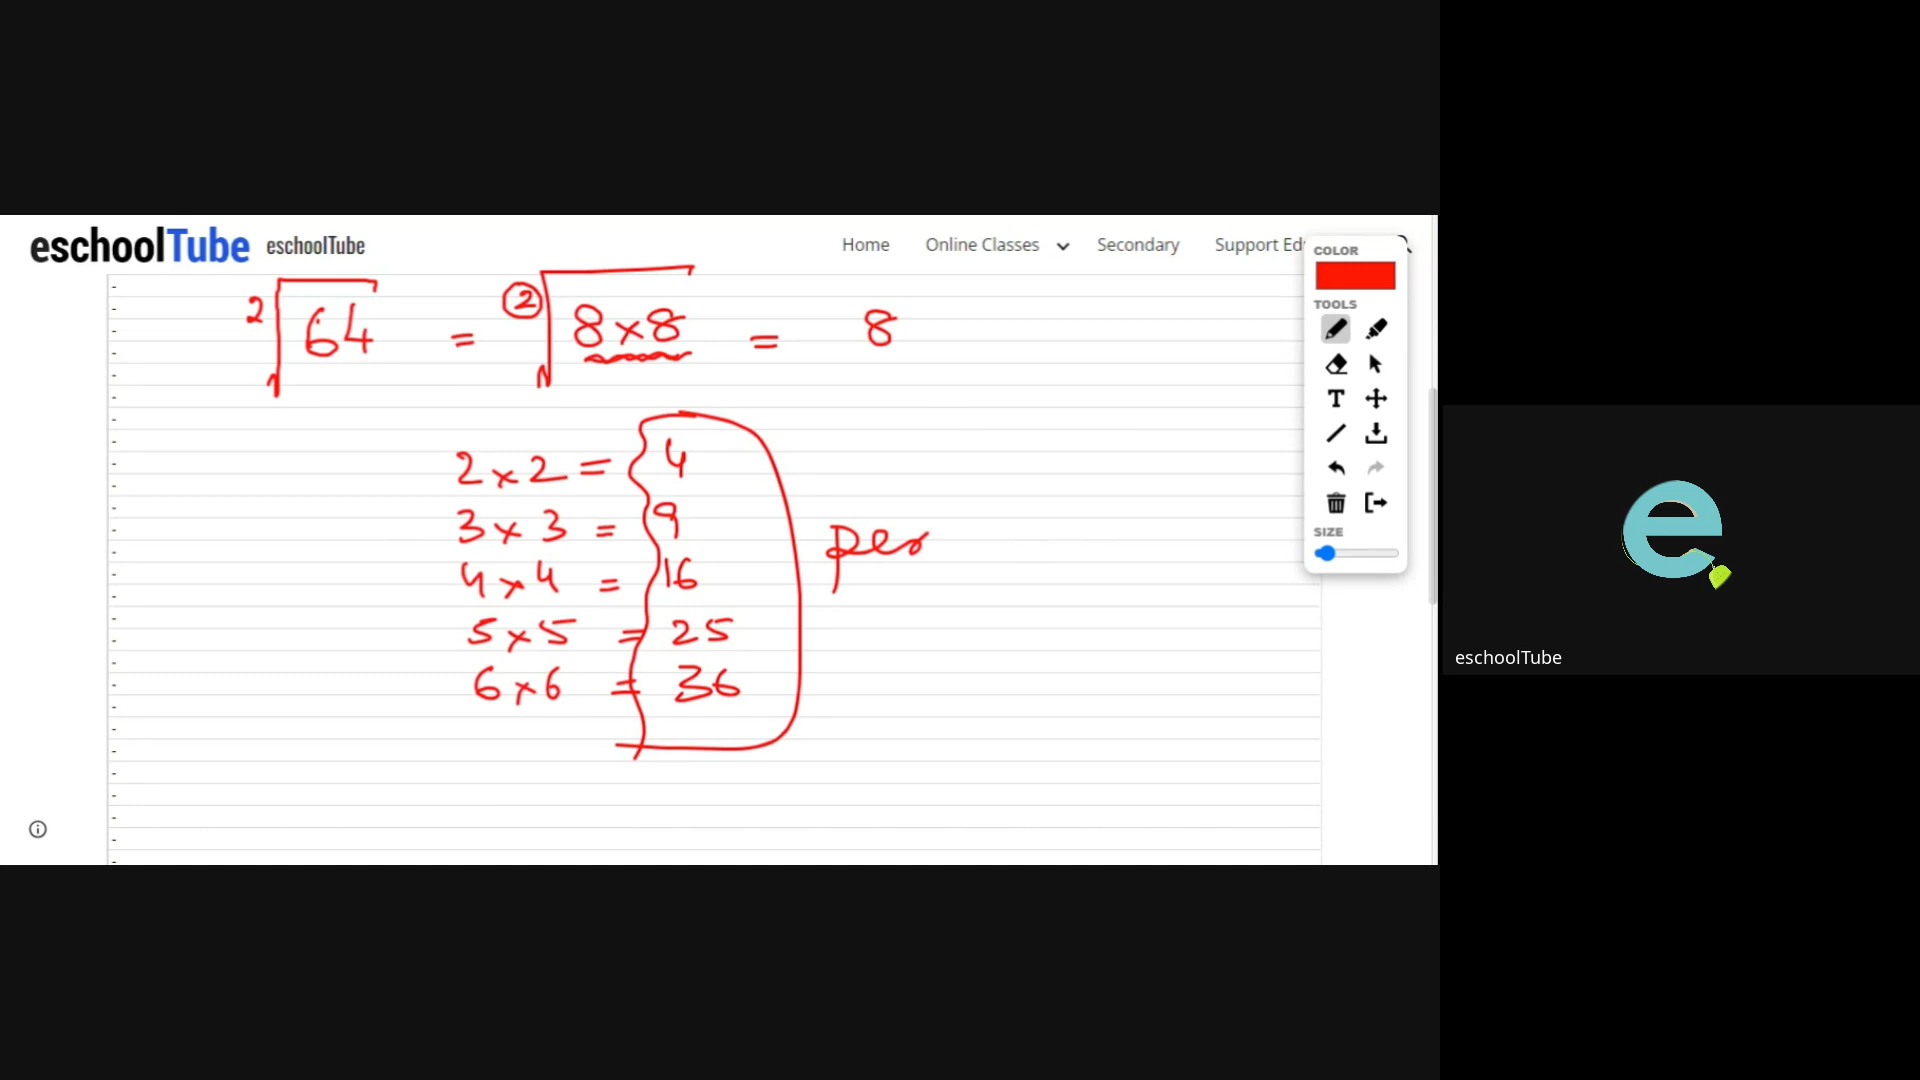 eschoolTube eschoolTube Home Online Classes Secondary Support
COLOR
TOOLS
T
SIZE
²√64 = ²√8×8 = 8
2×2 = 4
3×3 = 9
4×4 = 16
5×5 = 25
6×6 = 36
per
eschoolTube